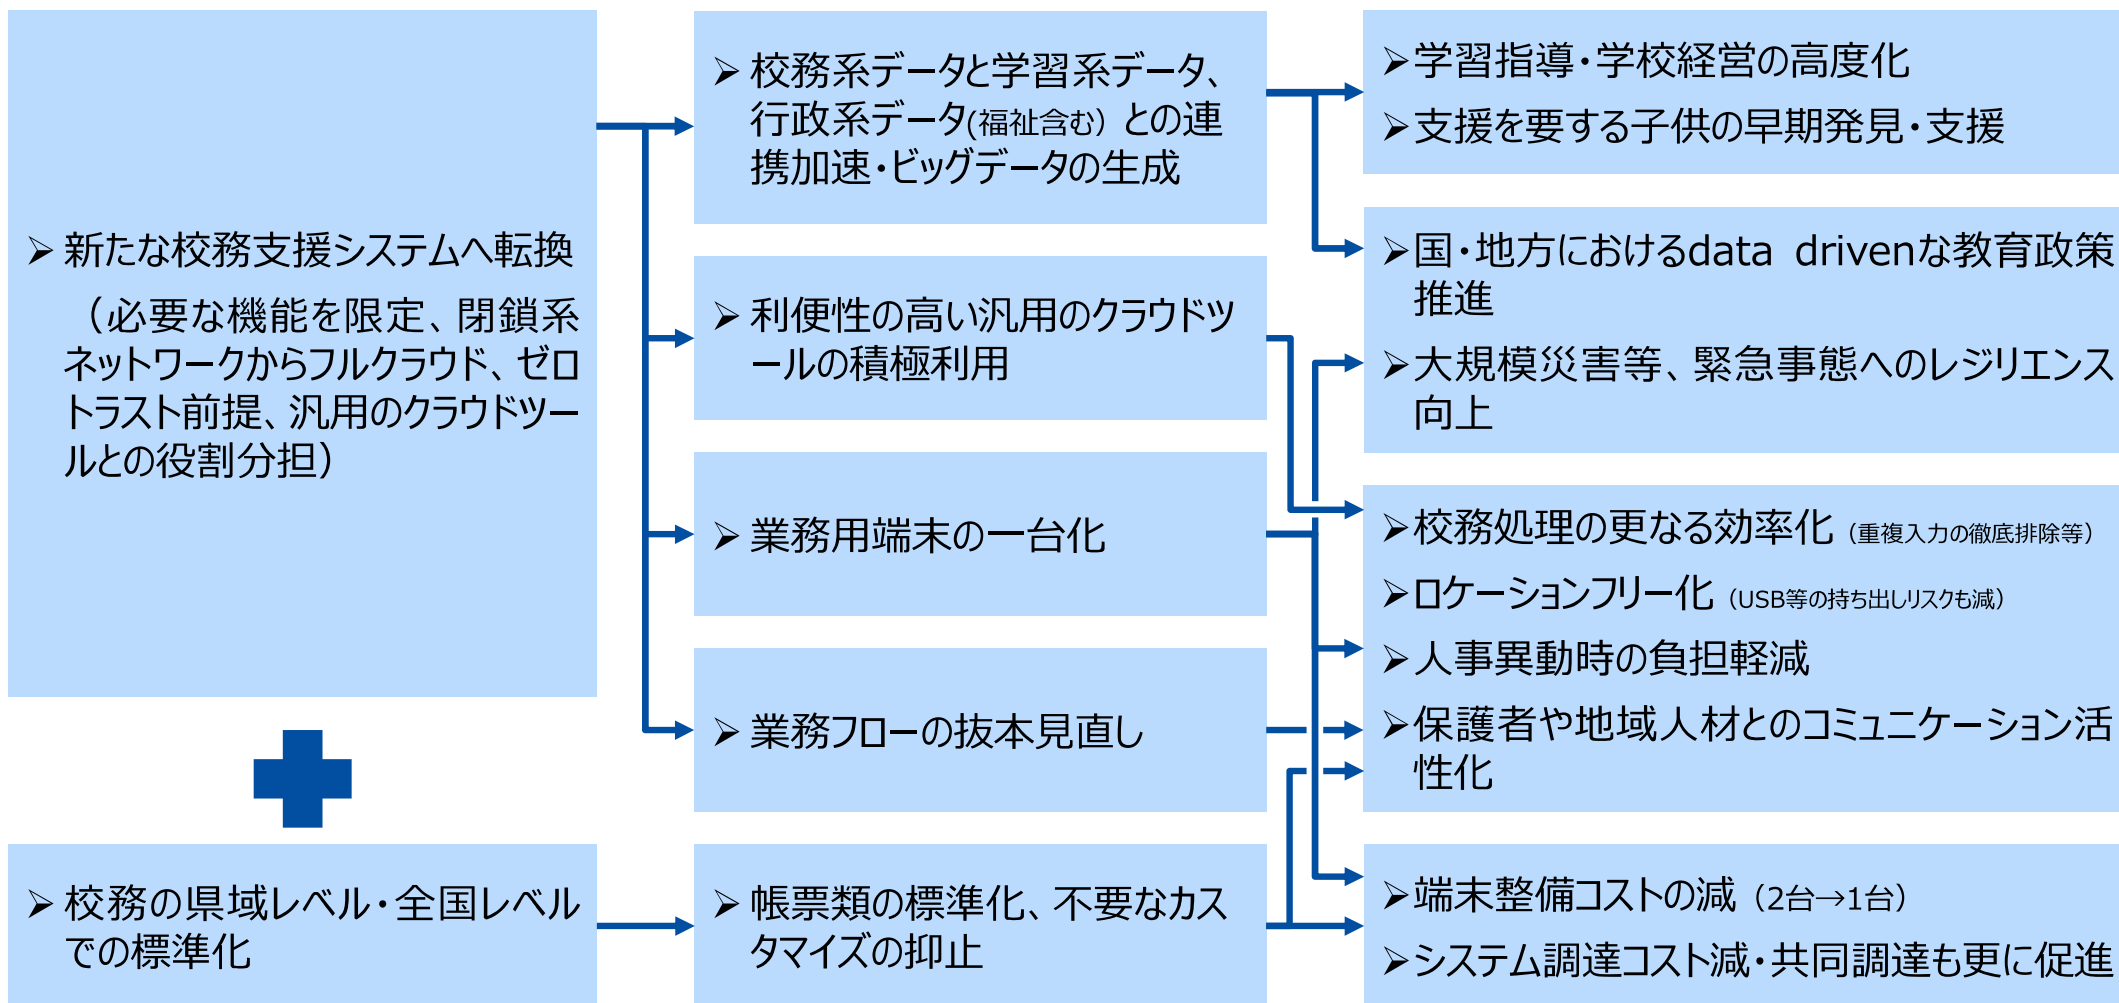 ➢ 新たな校務支援システムへ転換
（必要な機能を限定、閉鎖系
ネットワークからフルクラウド、ゼロ
トラスト前提、汎用のクラウドツー
ルとの役割分担）
➢ 校務の県域レベル・全国レベル
での標準化
➢ 校務系データと学習系データ、
行政系データ(福祉含む）との連
携加速・ビッグデータの生成
➢ 利便性の高い汎用のクラウドツ
ールの積極利用
➢ 業務用端末の一台化
➢ 業務フローの抜本見直し
➢ 帳票類の標準化、不要なカス
タマイズの抑止
➢学習指導・学校経営の高度化
➢支援を要する子供の早期発見・支援
➢国・地方におけるdata drivenな教育政策
推進
➢大規模災害等、緊急事態へのレジリエンス
向上
➢校務処理の更なる効率化（重複入力の徹底排除等）
➢ロケーションフリー化（USB等の持ち出しリスクも減）
➢人事異動時の負担軽減
➢保護者や地域人材とのコミュニケーション活
性化
➢端末整備コストの減（2台→1台）
➢システム調達コスト減・共同調達も更に促進